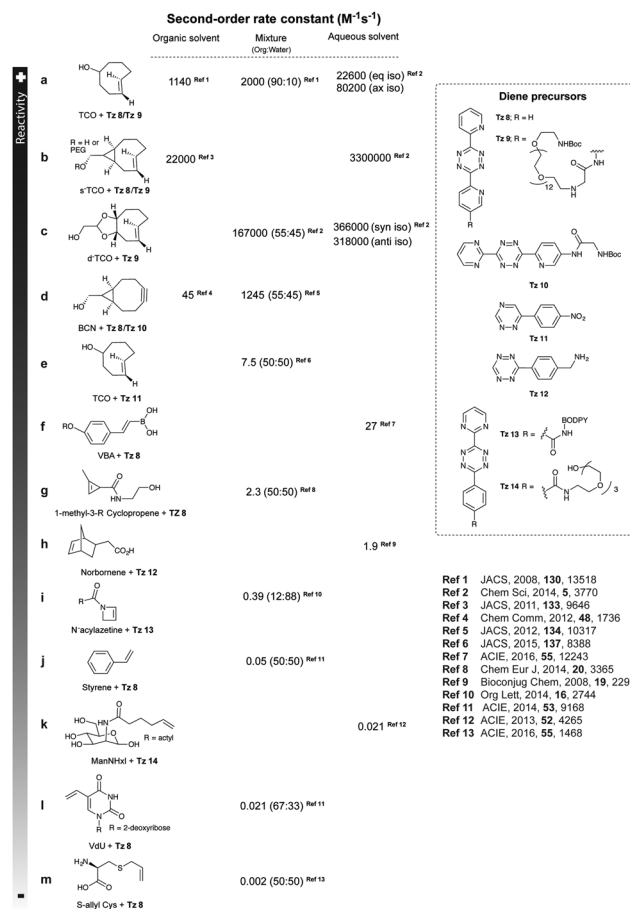 Second-order rate constant (M⁻¹s⁻¹)
Organic solvent
Mixture
(Org:Water)
Aqueous solvent
Reactivity
+
-
a
HO
H
H
TCO + Tz 8/Tz 9
1140 Ref 1
2000 (90:10) Ref 1
22600 (eq iso) Ref 2
80200 (ax iso)
b
R = H or
PEG
RO
H
H
H
H
s-TCO + Tz 8/Tz 9
22000 Ref 3
3300000 Ref 2
c
HO
O
O
H
H
H
H
d-TCO + Tz 9
167000 (55:45) Ref 2
366000 (syn iso) Ref 2
318000 (anti iso)
d
HO
H
H
BCN + Tz 8/Tz 10
45 Ref 4
1245 (55:45) Ref 5
e
HO
H
H
TCO + Tz 11
7.5 (50:50) Ref 6
f
RO
OH
B
OH
VBA + Tz 8
27 Ref 7
g
O
N
H
OH
1-methyl-3-R Cyclopropene + TZ 8
2.3 (50:50) Ref 8
h
CO₂H
Norbornene + Tz 12
1.9 Ref 9
i
O
R
N
N-acylazetine + Tz 13
0.39 (12:88) Ref 10
j
Styrene + Tz 8
0.05 (50:50) Ref 11
k
O
HO
HN
HO
HO
O
OH
R = actyl
ManNHxl + Tz 14
0.021 Ref 12
l
O
NH
N
O
R
R = 2-deoxyribose
VdU + Tz 8
0.021 (67:33) Ref 11
m
H₂N
S
HO
O
S-allyl Cys + Tz 8
0.002 (50:50) Ref 13
Diene precursors
Tz 8; R = H
Tz 9; R =
O
NHBoc
O
12
N
H
O
NH
N
N N
N N
N
R
N
N
N N
N N
N
N
H
O
NHBoc
Tz 10
N
N
N
NO₂
Tz 11
N N
N N
NH₂
Tz 12
N N
N N
N N
R
Tz 13 R =
BODPY
NH
O
Tz 14 R =
O
N
H
HO
O
3
Ref 1 JACS, 2008, 130, 13518
Ref 2 Chem Sci, 2014, 5, 3770
Ref 3 JACS, 2011, 133, 9646
Ref 4 Chem Comm, 2012, 48, 1736
Ref 5 JACS, 2012, 134, 10317
Ref 6 JACS, 2015, 137, 8388
Ref 7 ACIE, 2016, 55, 12243
Ref 8 Chem Eur J, 2014, 20, 3365
Ref 9 Bioconjug Chem, 2008, 19, 229
Ref 10 Org Lett, 2014, 16, 2744
Ref 11 ACIE, 2014, 53, 9168
Ref 12 ACIE, 2013, 52, 4265
Ref 13 ACIE, 2016, 55, 1468